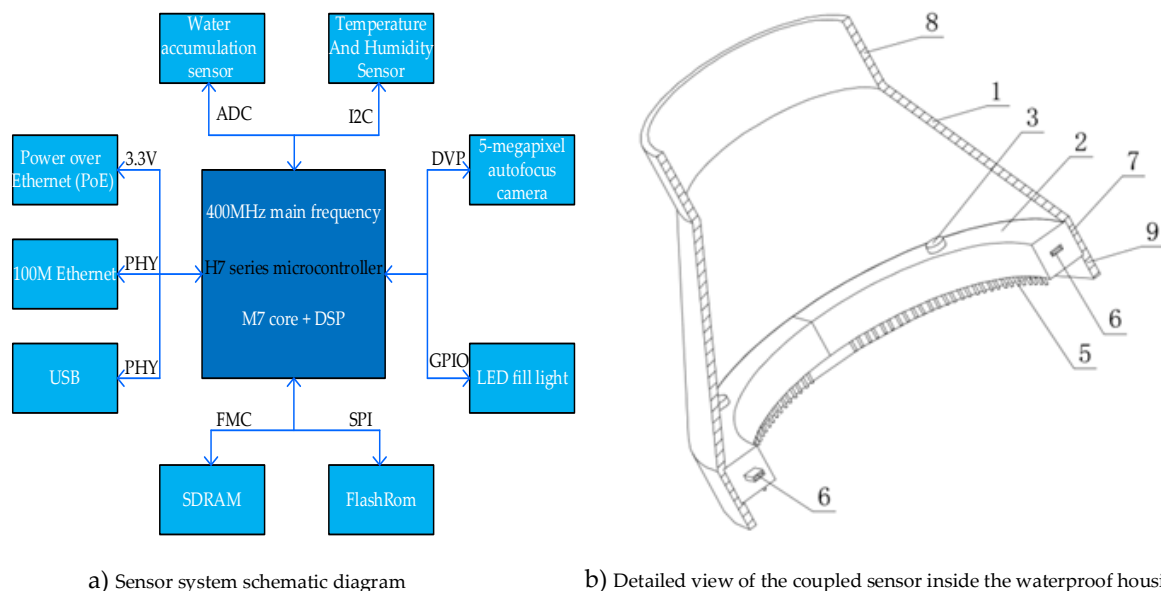 Water
accumulation
sensor
Temperature
And Humidity
Sensor
ADC
I2C
Power over
Ethernet (PoE)
3.3V
DVP
5-megapixel
autofocus
camera
400MHz main frequency
100M Ethernet
PHY
H7 series microcontroller
M7 core + DSP
USB
PHY
GPIO
LED fill light
FMC
SPI
SDRAM
FlashRom
8
1
3
2
7
9
6
5
6
a) Sensor system schematic diagram
b) Detailed view of the coupled sensor inside the waterproof housi